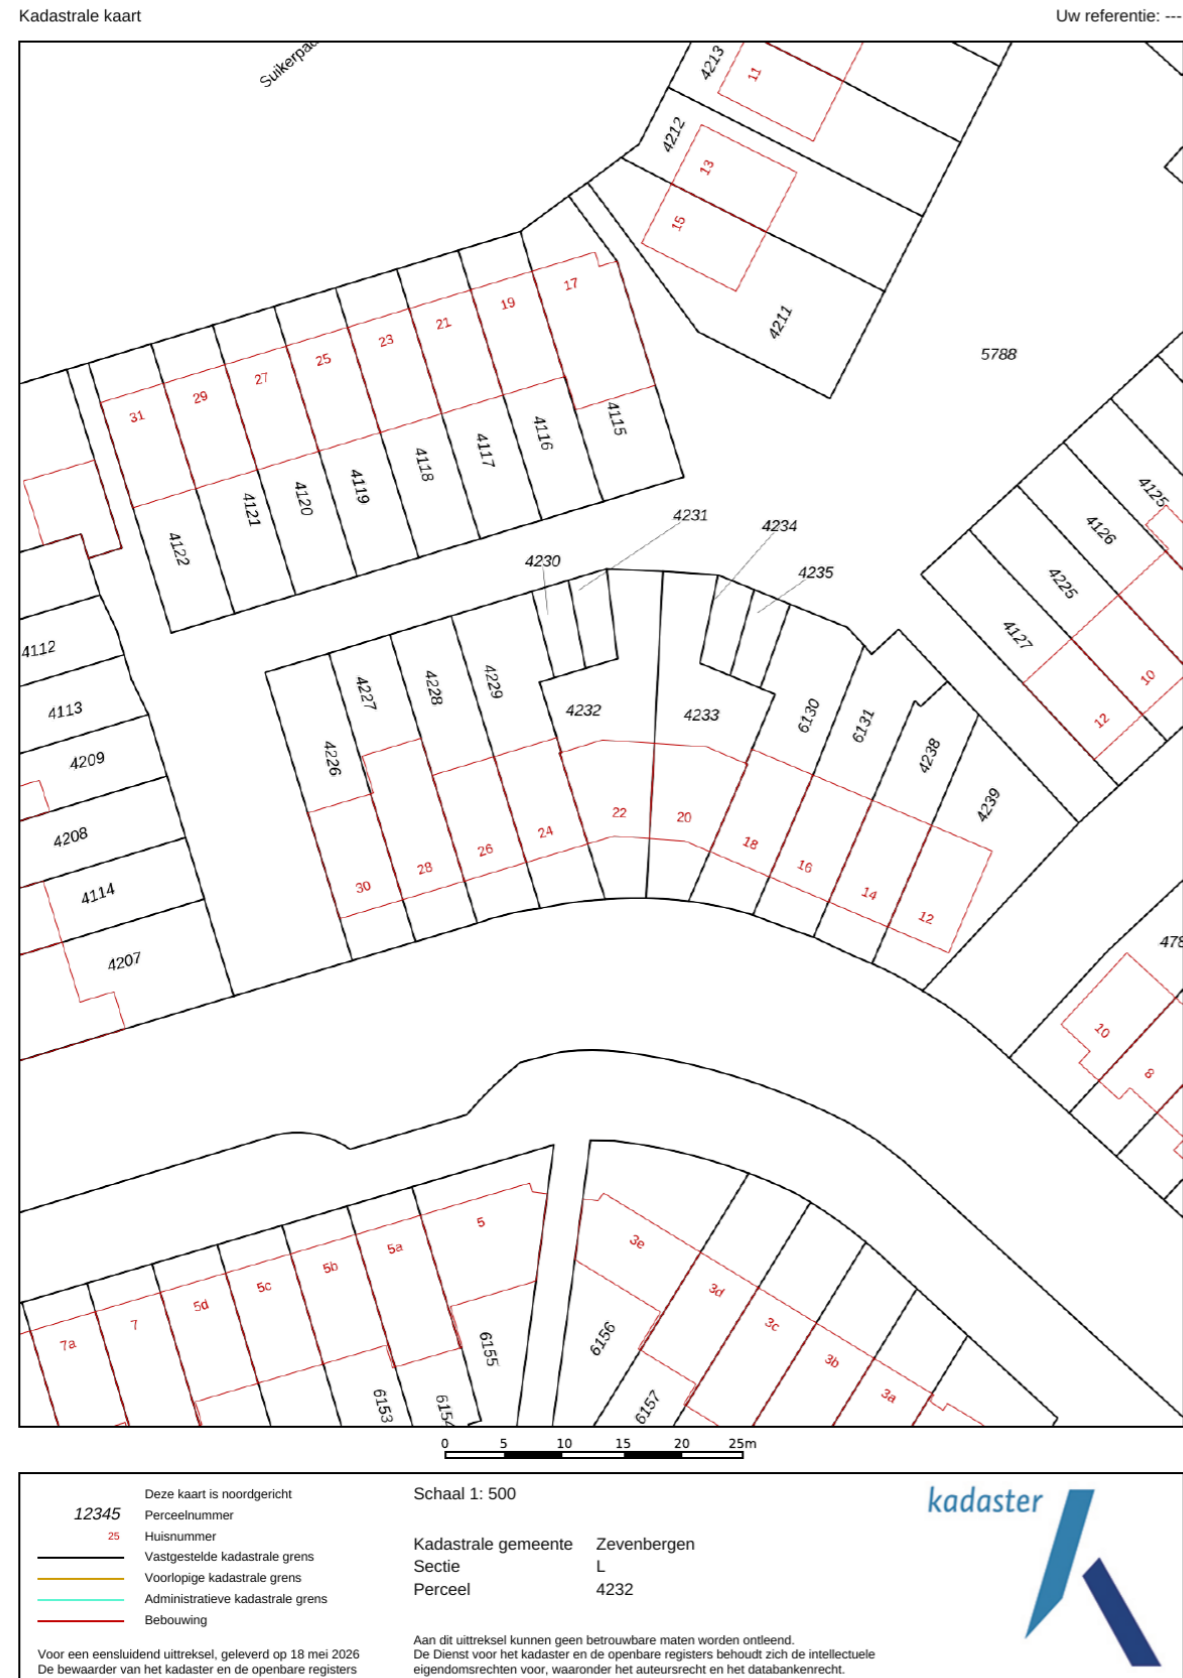 Kadastrale kaart
Uw referentie: ---
4213
11
4212
13
15
4211
5788
17
19
21
23
25
27
29
31
4115
4116
4117
4118
4119
4120
4121
4122
4231
4234
4230
4235
4125
4126
4225
4127
10
12
4112
4113
4209
4208
4114
4207
4226
4227
4228
4229
4232
4233
6130
6131
4238
4239
30
28
26
24
22
20
18
16
14
12
10
8
5
5a
5b
5c
5d
7
7a
3e
3d
3c
3b
3a
6155
6156
6157
6153
0 5 10 15 20 25m
Deze kaart is noordgericht
12345 Perceelnummer
25 Huisnummer
Vastgestelde kadastrale grens
Voorlopige kadastrale grens
Administratieve kadastrale grens
Bebouwing
Voor een eensluidend uittreksel, geleverd op 18 mei 2026
De bewaarder van het kadaster en de openbare registers
Schaal 1: 500
Kadastrale gemeente Zevenbergen
Sectie L
Perceel 4232
Aan dit uittreksel kunnen geen betrouwbare maten worden ontleend.
De Dienst voor het kadaster en de openbare registers behoudt zich de intellectuele
eigendomsrechten voor, waaronder het auteursrecht en het databankenrecht.
kadaster